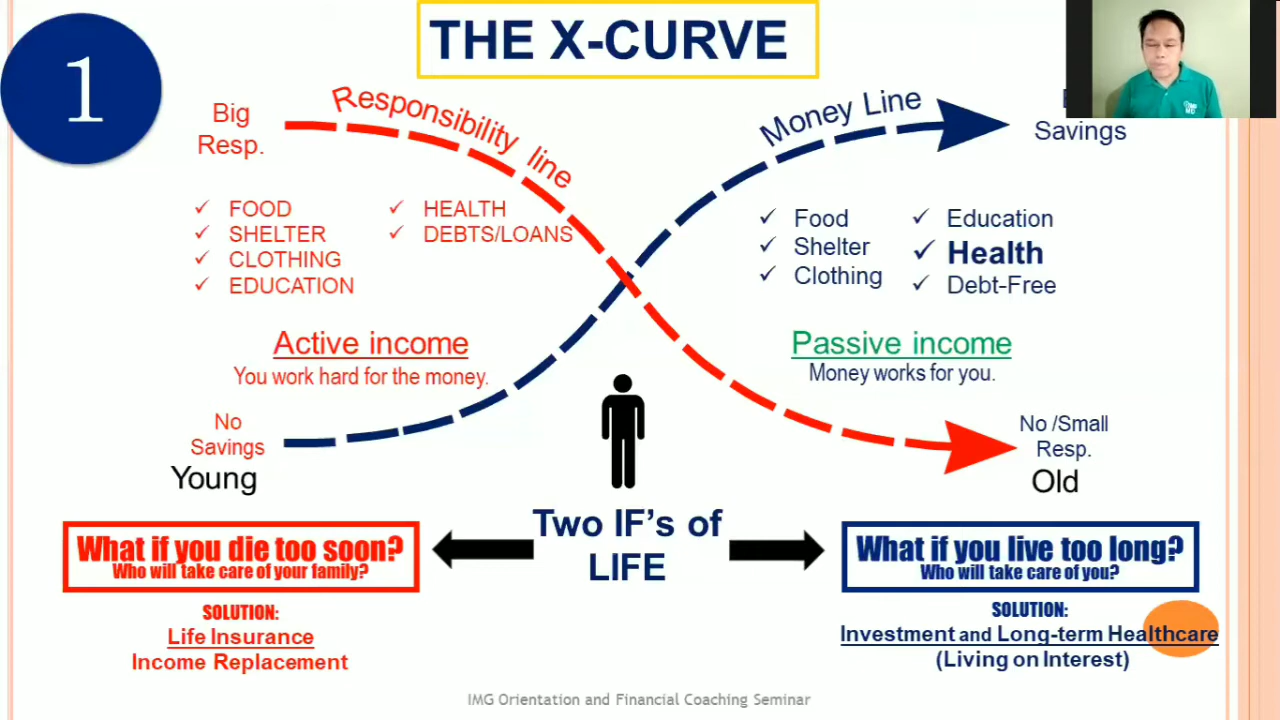 1
THE X-CURVE
Big
Resp.
Responsibility line
Money Line
Savings
FOOD
SHELTER
CLOTHING
EDUCATION
HEALTH
DEBTS/LOANS
Food
Shelter
Clothing
Education
Health
Debt-Free
Active income
You work hard for the money.
Passive income
Money works for you.
No
Savings
Young
No /Small
Resp.
Old
Two IF's of
LIFE
What if you die too soon?
Who will take care of your family?
SOLUTION:
Life Insurance
Income Replacement
What if you live too long?
Who will take care of you?
SOLUTION:
Investment and Long-term Healthcare
(Living on Interest)
IMG Orientation and Financial Coaching Seminar